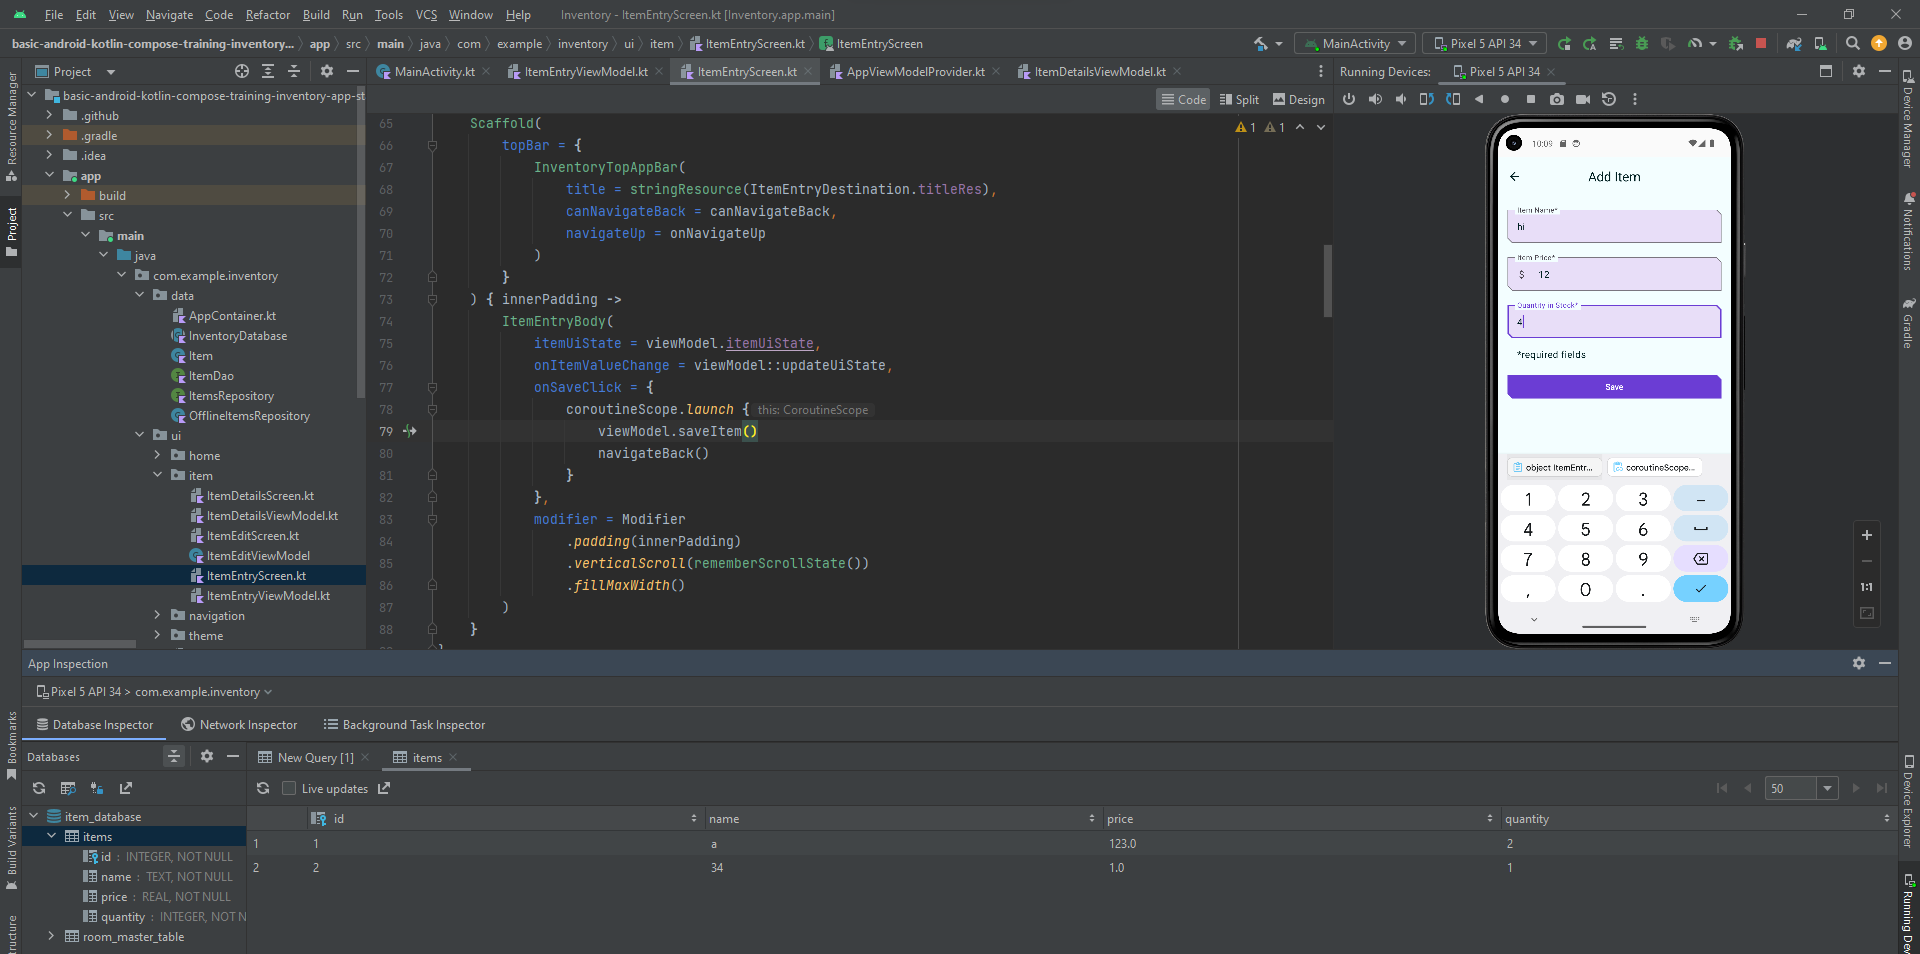 File Edit View Navigate Code Refactor Build Run Tools VCS Window Help Inventory - ItemEntryScreen.kt [Inventory.app.main]
basic-android-kotlin-compose-training-inventory... app src main java com example inventory ui item ItemEntryScreen.kt ItemEntryScreen MainActivity Pixel 5 API 34
Project
MainActivity.kt ItemEntryViewModel.kt ItemEntryScreen.kt AppViewModelProvider.kt ItemDetailsViewModel.kt
Running Devices: Pixel 5 API 34
Code Split Design
Resource Manager
Project
Bookmarks
Build Variants
basic-android-kotlin-compose-training-inventory-app-st
.github
.gradle
.idea
app
build
src
main
java
com.example.inventory
data
AppContainer.kt
InventoryDatabase
Item
ItemDao
ItemsRepository
OfflineItemsRepository
ui
home
item
ItemDetailsScreen.kt
ItemDetailsViewModel.kt
ItemEditScreen.kt
ItemEditViewModel
ItemEntryScreen.kt
ItemEntryViewModel.kt
navigation
theme
1 1
65 Scaffold(
66 topBar = {
67 InventoryTopAppBar(
68 title = stringResource(ItemEntryDestination.titleRes),
69 canNavigateBack = canNavigateBack,
70 navigateUp = onNavigateUp
71 )
72 }
73 ) { innerPadding ->
74 ItemEntryBody(
75 itemUiState = viewModel.itemUiState,
76 onItemValueChange = viewModel::updateUiState,
77 onSaveClick = {
78 coroutineScope.launch { this: CoroutineScope
79 viewModel.saveItem()
80 navigateBack()
81 }
82 },
83 modifier = Modifier
84 .padding(innerPadding)
85 .verticalScroll(rememberScrollState())
86 .fillMaxWidth()
87 )
88 }
10:09
Add Item
Item Name*
hi
Item Price*
$ 12
Quantity in Stock*
4
*required fields
Save
object ItemEntr... coroutineScope...
1 2 3 –
4 5 6
7 8 9
, 0 .
1:1
Device Manager
Notifications
Gradle
Device Explorer
Running Dev
App Inspection
Pixel 5 API 34 > com.example.inventory
Database Inspector Network Inspector Background Task Inspector
Databases
New Query [1] items
Live updates
50
item_database
items
id : INTEGER, NOT NULL
name : TEXT, NOT NULL
price : REAL, NOT NULL
quantity : INTEGER, NOT N
room_master_table
id name price quantity
1 1 a 123.0 2
2 2 34 1.0 1